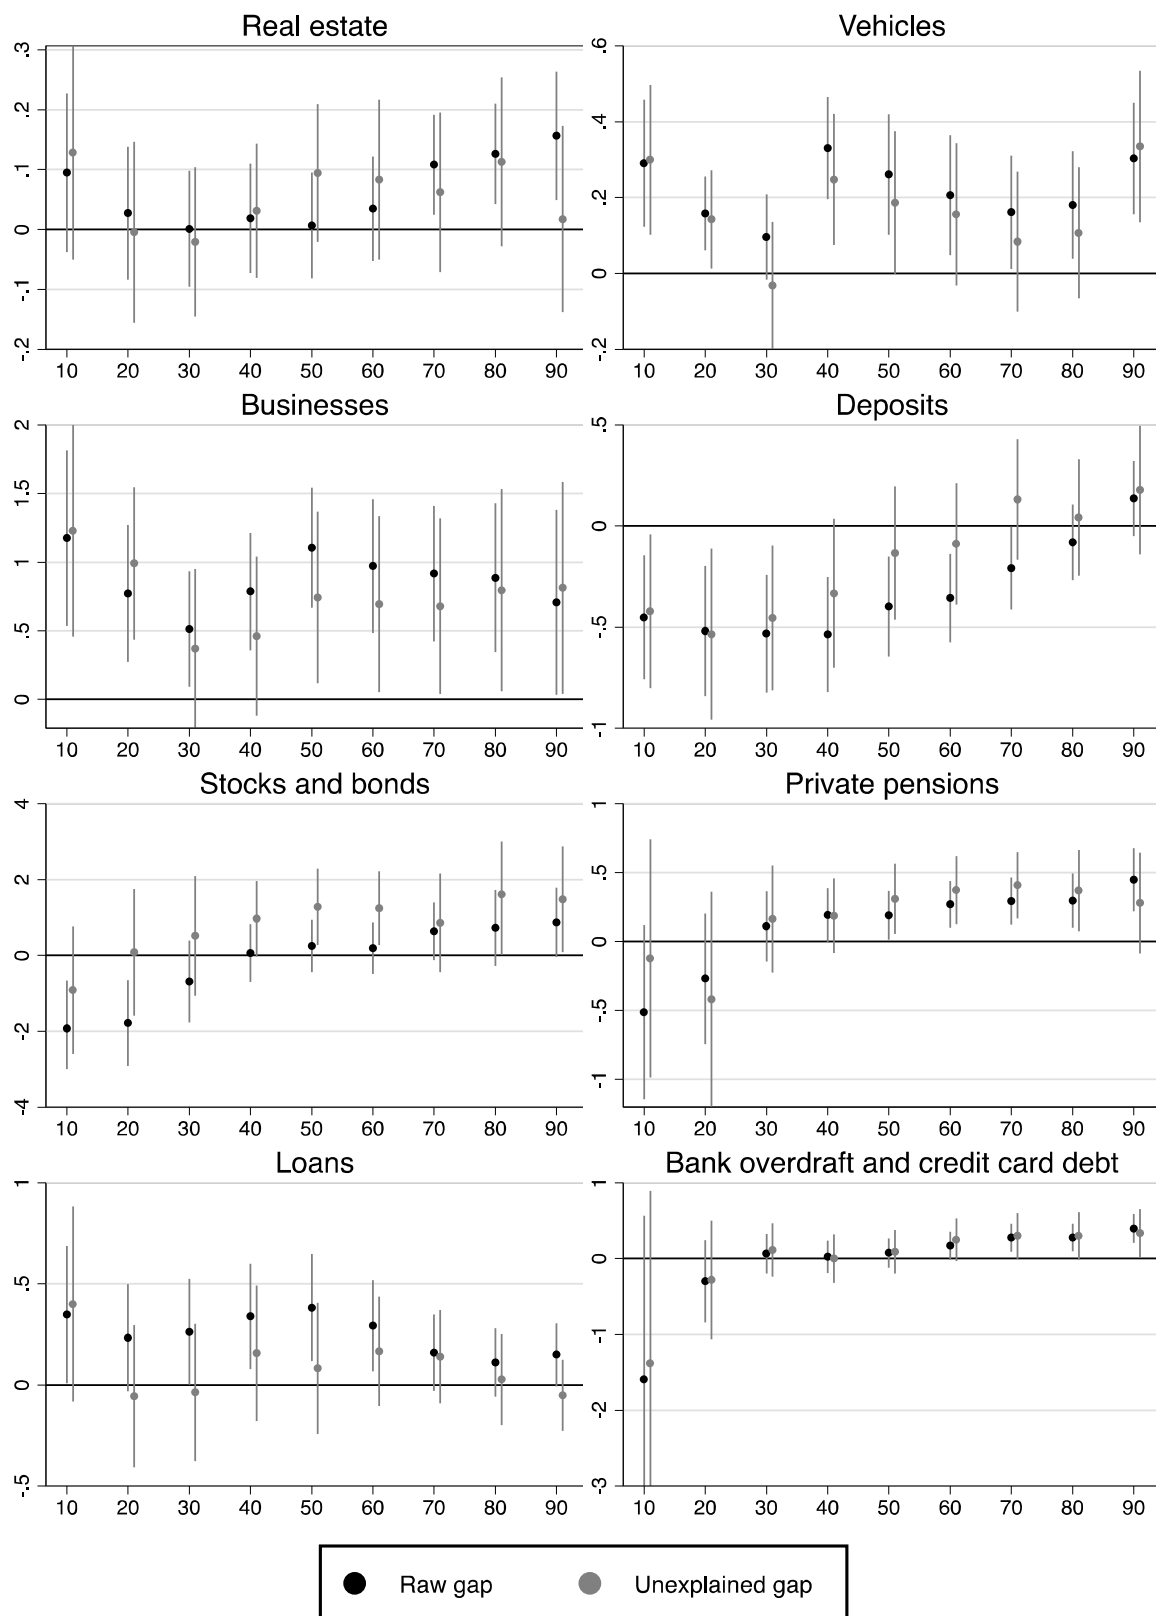 Real estate
.3
.2
.1
0
-.1
-.2
10 20 30 40 50 60 70 80 90
Vehicles
.6
.4
.2
0
-.2
10 20 30 40 50 60 70 80 90
Businesses
2
1.5
1
.5
0
10 20 30 40 50 60 70 80 90
Deposits
.5
0
-.5
-1
10 20 30 40 50 60 70 80 90
Stocks and bonds
4
2
0
-2
-4
10 20 30 40 50 60 70 80 90
Private pensions
1
.5
0
-.5
-1
10 20 30 40 50 60 70 80 90
Loans
1
.5
0
-.5
10 20 30 40 50 60 70 80 90
Bank overdraft and credit card debt
1
0
-1
-2
-3
10 20 30 40 50 60 70 80 90
Raw gap Unexplained gap